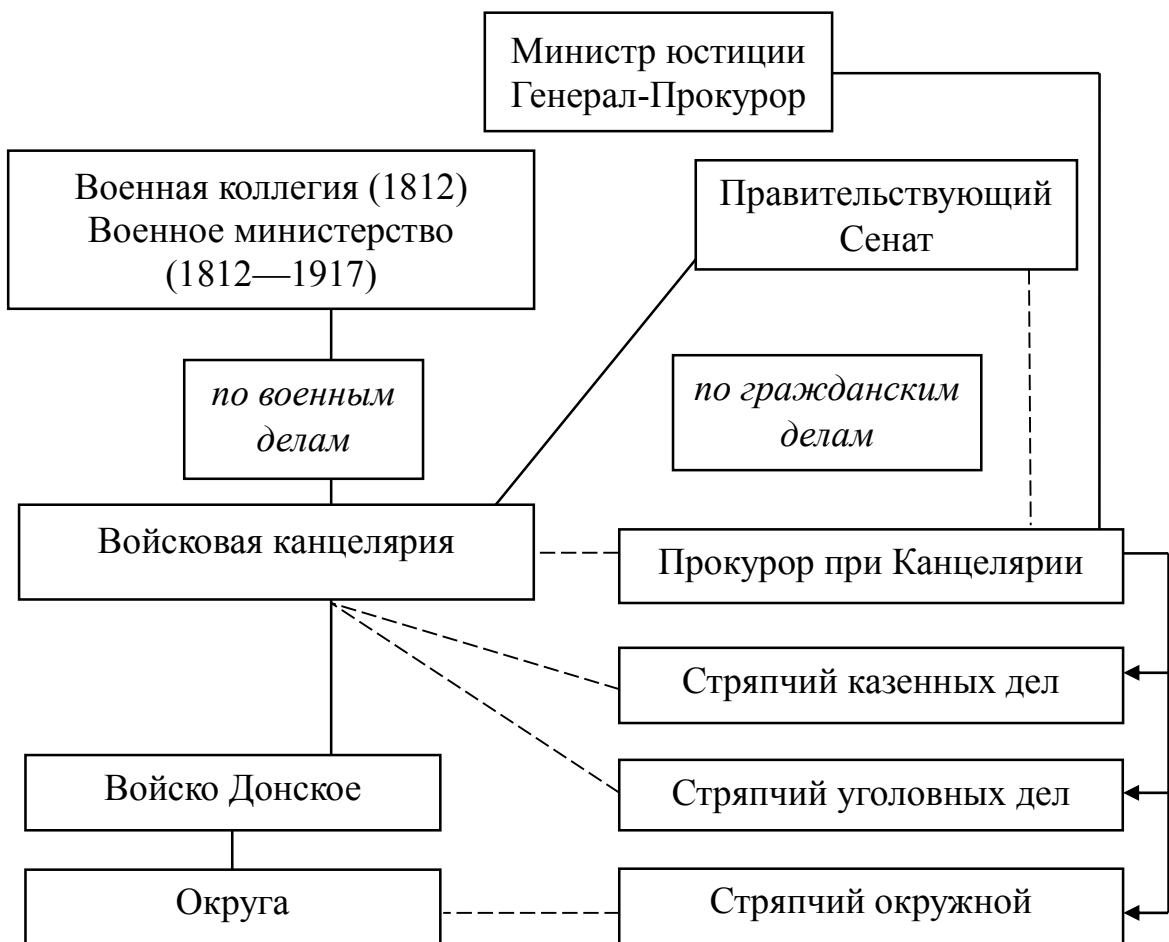 Министр юстиции
Генерал-Прокурор
Военная коллегия (1812)
Военное министерство
(1812—1917)
Правительствующий
Сенат
по военным
делам
по гражданским
делам
Войсковая канцелярия
Прокурор при Канцелярии
Стряпчий казенных дел
Войско Донское
Стряпчий уголовных дел
Округа
Стряпчий окружной